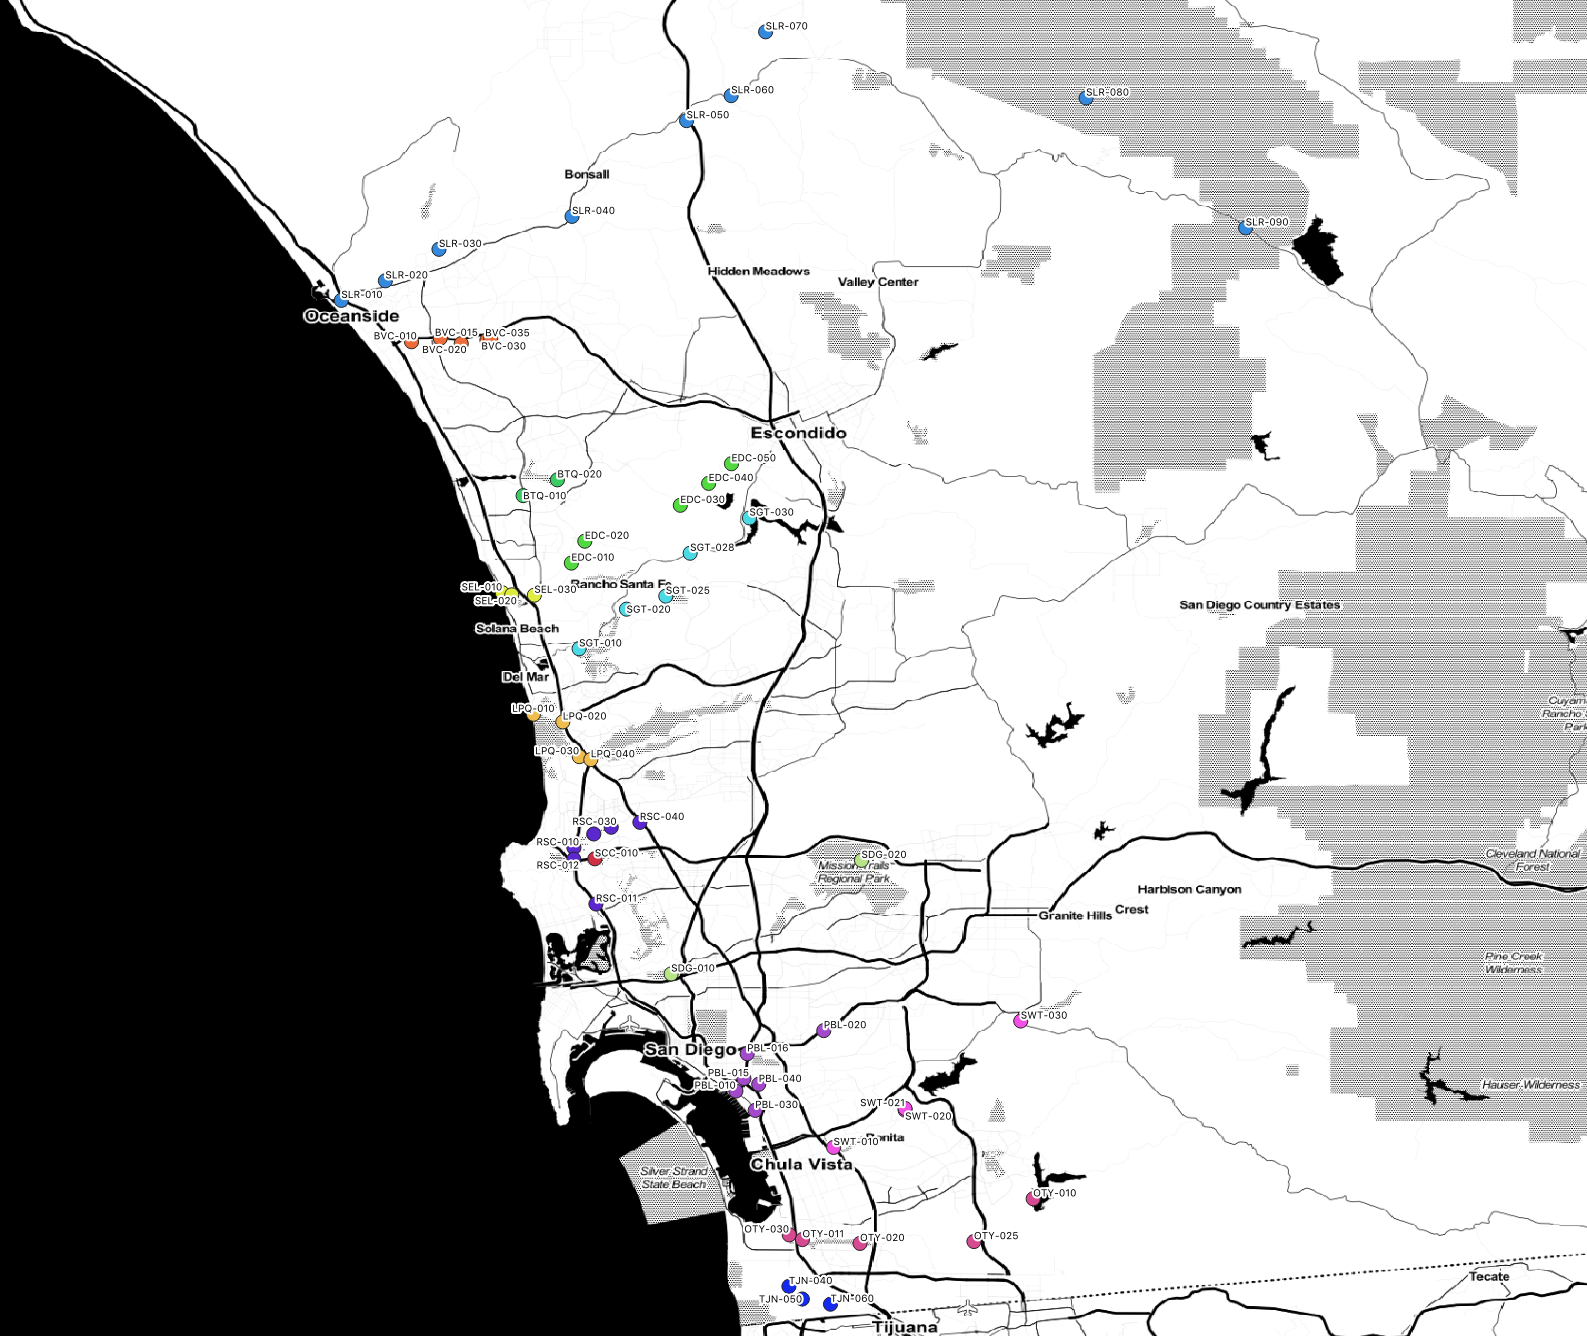 SLR-070
SLR-060
SLR-080
SLR-050
Bonsall
SLR-040
SLR-090
SLR-030
Hidden Meadows
SLR-020
Valley Center
SLR-010
Oceanside
BVC-010
BVC-015
BVC-035
BVC-020
BVC-030
Escondido
EDC-050
BTQ-020
EDC-040
BTQ-010
EDC-030
SGT-030
EDC-020
SGT-028
EDC-010
Rancho Santa Fe
SEL-010
SEL-030
SGT-025
SEL-020
SGT-020
San Diego Country Estates
Solana Beach
SGT-010
Del Mar
LPQ-010
LPQ-020
Cuyam
Rancho
Park
LPQ-030
LPQ-040
RSC-030
RSC-040
RSC-010
SCC-010
RSC-012
SDG-020
Mission Trails
Regional Park
Cleveland National
Forest
Harbison Canyon
RSC-011
Crest
Granite Hills
SDG-010
Pine Creek
Wilderness
SWT-030
PBL-020
San Diego
PBL-016
PBL-015
PBL-040
PBL-010
Hauser Wilderness
PBL-030
SWT-021
SWT-020
SWT-010
Bonita
Chula Vista
Silver Strand
State Beach
OTY-010
OTY-030
OTY-011
OTY-020
OTY-025
TJN-040
Tecate
TJN-050
TJN-060
Tijuana